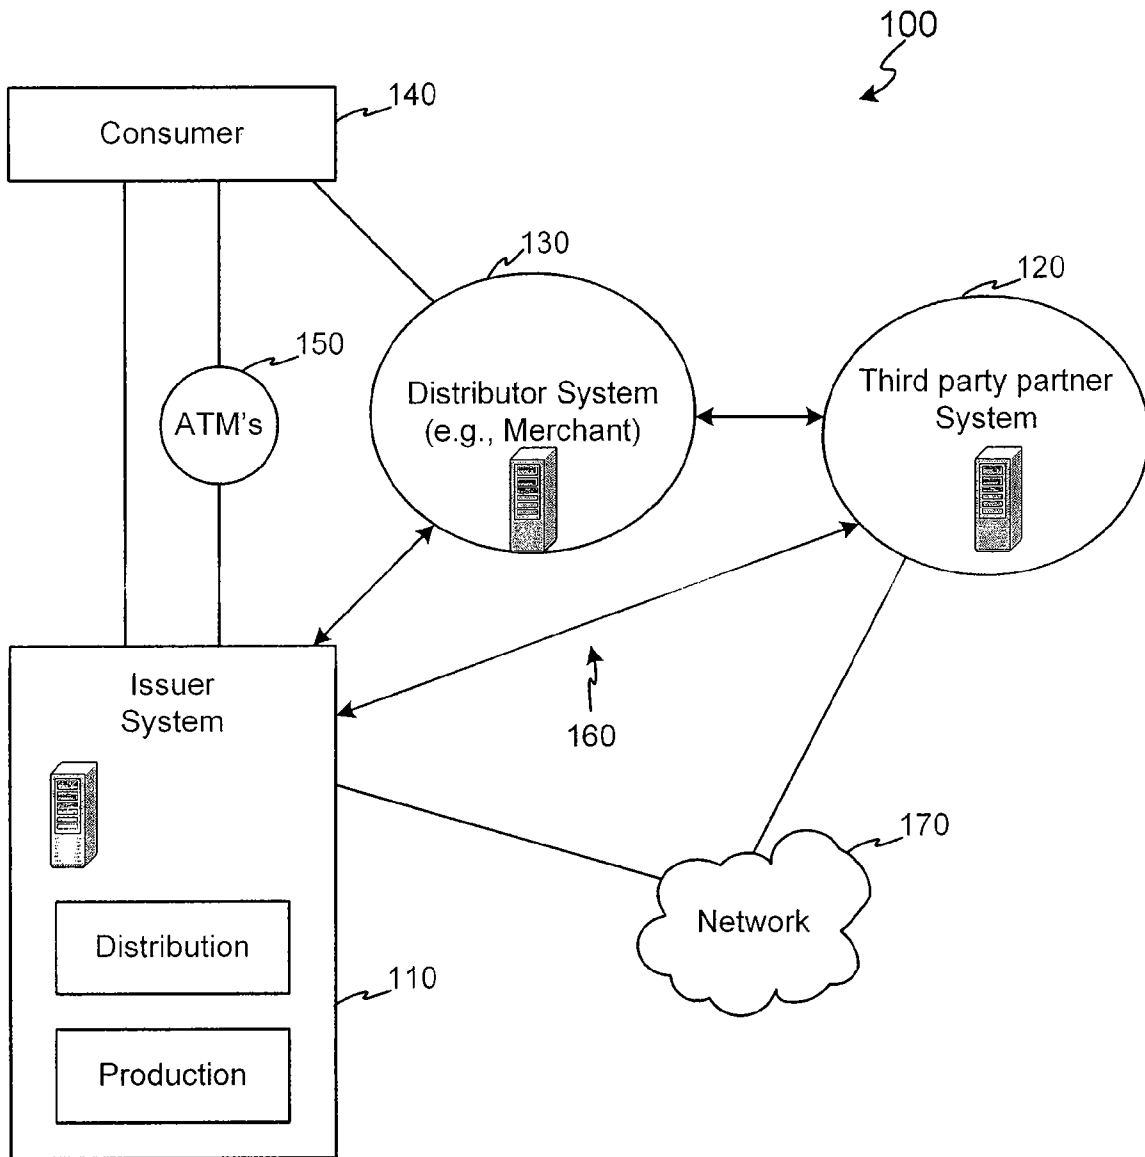 100
140
Consumer
130
120
150
ATM's
Distributor System
(e.g., Merchant)
Third party partner
System
Issuer
System
160
170
Network
Distribution
110
Production